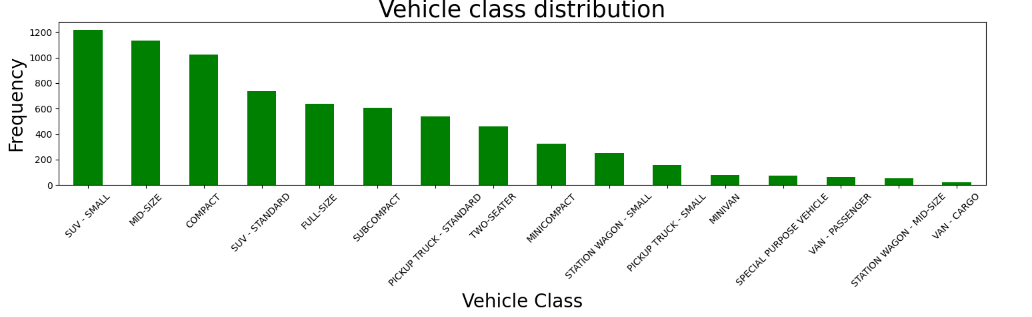 Vehicle class distribution
Frequency
1200
1000
800
600
400
200
0
SUV - SMALL
MID-SIZE
COMPACT
SUV - STANDARD
FULL-SIZE
SUBCOMPACT
PICKUP TRUCK - STANDARD
TWO-SEATER
MINICOMPACT
STATION WAGON - SMALL
PICKUP TRUCK - SMALL
MINIVAN
SPECIAL PURPOSE VEHICLE
VAN - PASSENGER
STATION WAGON - MID-SIZE
VAN - CARGO
Vehicle Class